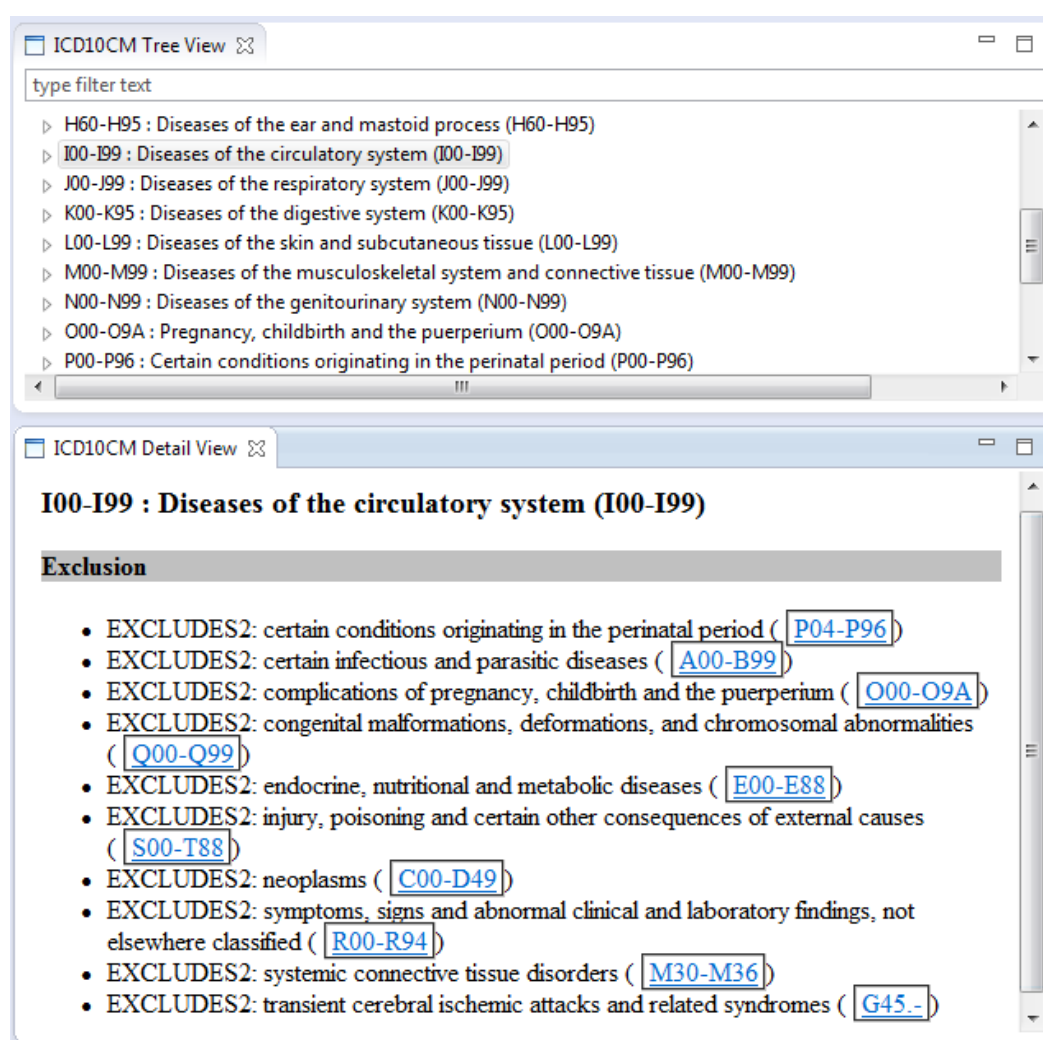 ICD10CM Tree View
type filter text
H60-H95 : Diseases of the ear and mastoid process (H60-H95)
I00-I99 : Diseases of the circulatory system (I00-I99)
J00-J99 : Diseases of the respiratory system (J00-J99)
K00-K95 : Diseases of the digestive system (K00-K95)
L00-L99 : Diseases of the skin and subcutaneous tissue (L00-L99)
M00-M99 : Diseases of the musculoskeletal system and connective tissue (M00-M99)
N00-N99 : Diseases of the genitourinary system (N00-N99)
O00-O9A : Pregnancy, childbirth and the puerperium (O00-O9A)
P00-P96 : Certain conditions originating in the perinatal period (P00-P96)
ICD10CM Detail View
I00-I99 : Diseases of the circulatory system (I00-I99)
Exclusion
• EXCLUDES2: certain conditions originating in the perinatal period ( P04-P96)
• EXCLUDES2: certain infectious and parasitic diseases ( A00-B99)
• EXCLUDES2: complications of pregnancy, childbirth and the puerperium ( O00-O9A)
• EXCLUDES2: congenital malformations, deformations, and chromosomal abnormalities
( Q00-Q99)
• EXCLUDES2: endocrine, nutritional and metabolic diseases ( E00-E88)
• EXCLUDES2: injury, poisoning and certain other consequences of external causes
( S00-T88)
• EXCLUDES2: neoplasms ( C00-D49)
• EXCLUDES2: symptoms, signs and abnormal clinical and laboratory findings, not
elsewhere classified ( R00-R94)
• EXCLUDES2: systemic connective tissue disorders ( M30-M36)
• EXCLUDES2: transient cerebral ischemic attacks and related syndromes ( G45.-)